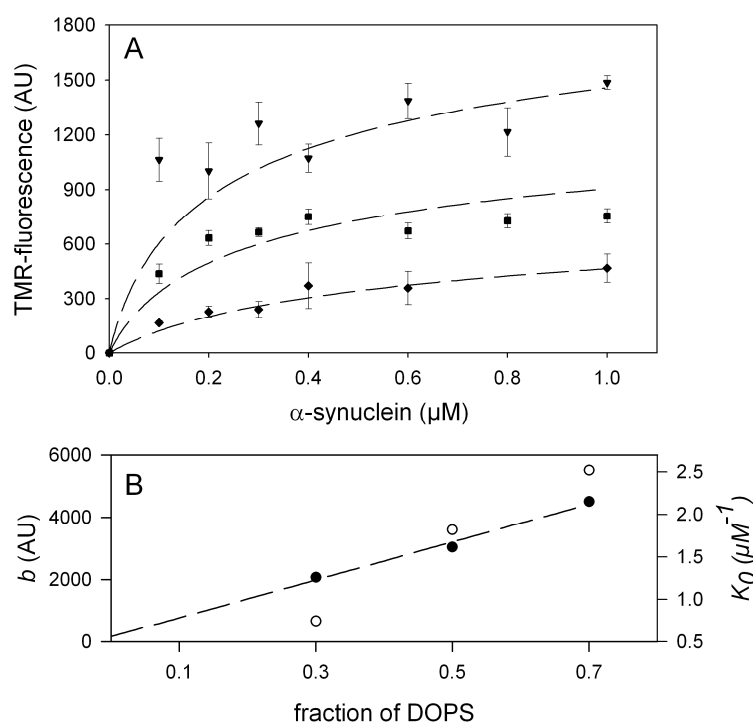 A
TMR-fluorescence (AU)
1800
1500
1200
900
600
300
0
0.0 0.2 0.4 0.6 0.8 1.0
α-synuclein (µM)
B
b (AU)
6000
4000
2000
0
2.5
2.0
1.5
1.0
0.5
K0 (µM⁻¹)
0.1 0.3 0.5 0.7
fraction of DOPS